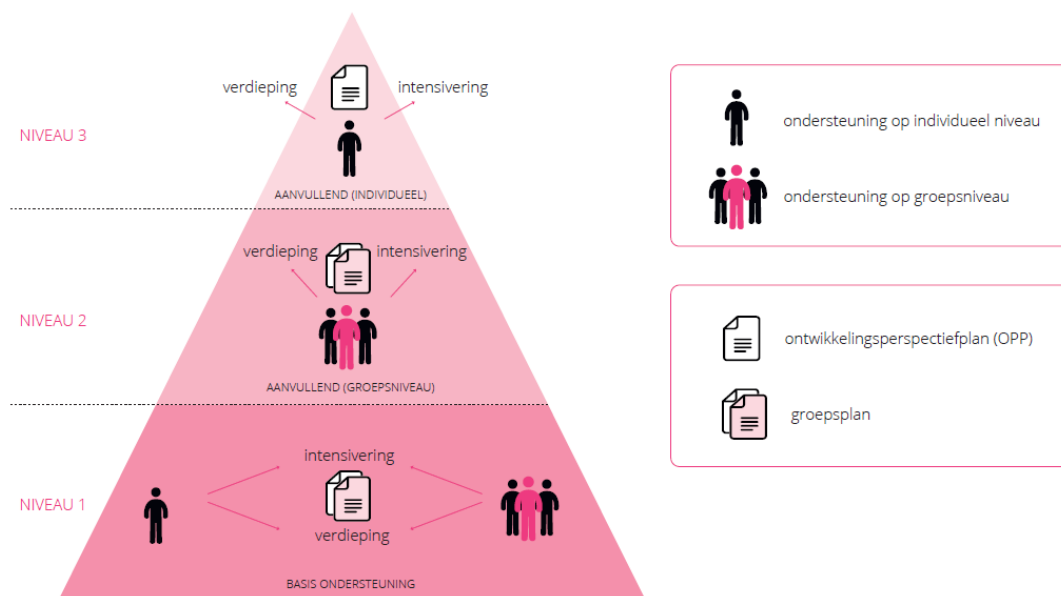 verdieping
intensivering
NIVEAU 3
AANVULLEND (INDIVIDUEEL)
verdieping
intensivering
NIVEAU 2
AANVULLEND (GROEPSNIVEAU)
intensivering
NIVEAU 1
verdieping
BASIS ONDERSTEUNING
ondersteuning op individueel niveau
ondersteuning op groepsniveau
ontwikkelingsperspectiefplan (OPP)
groepsplan